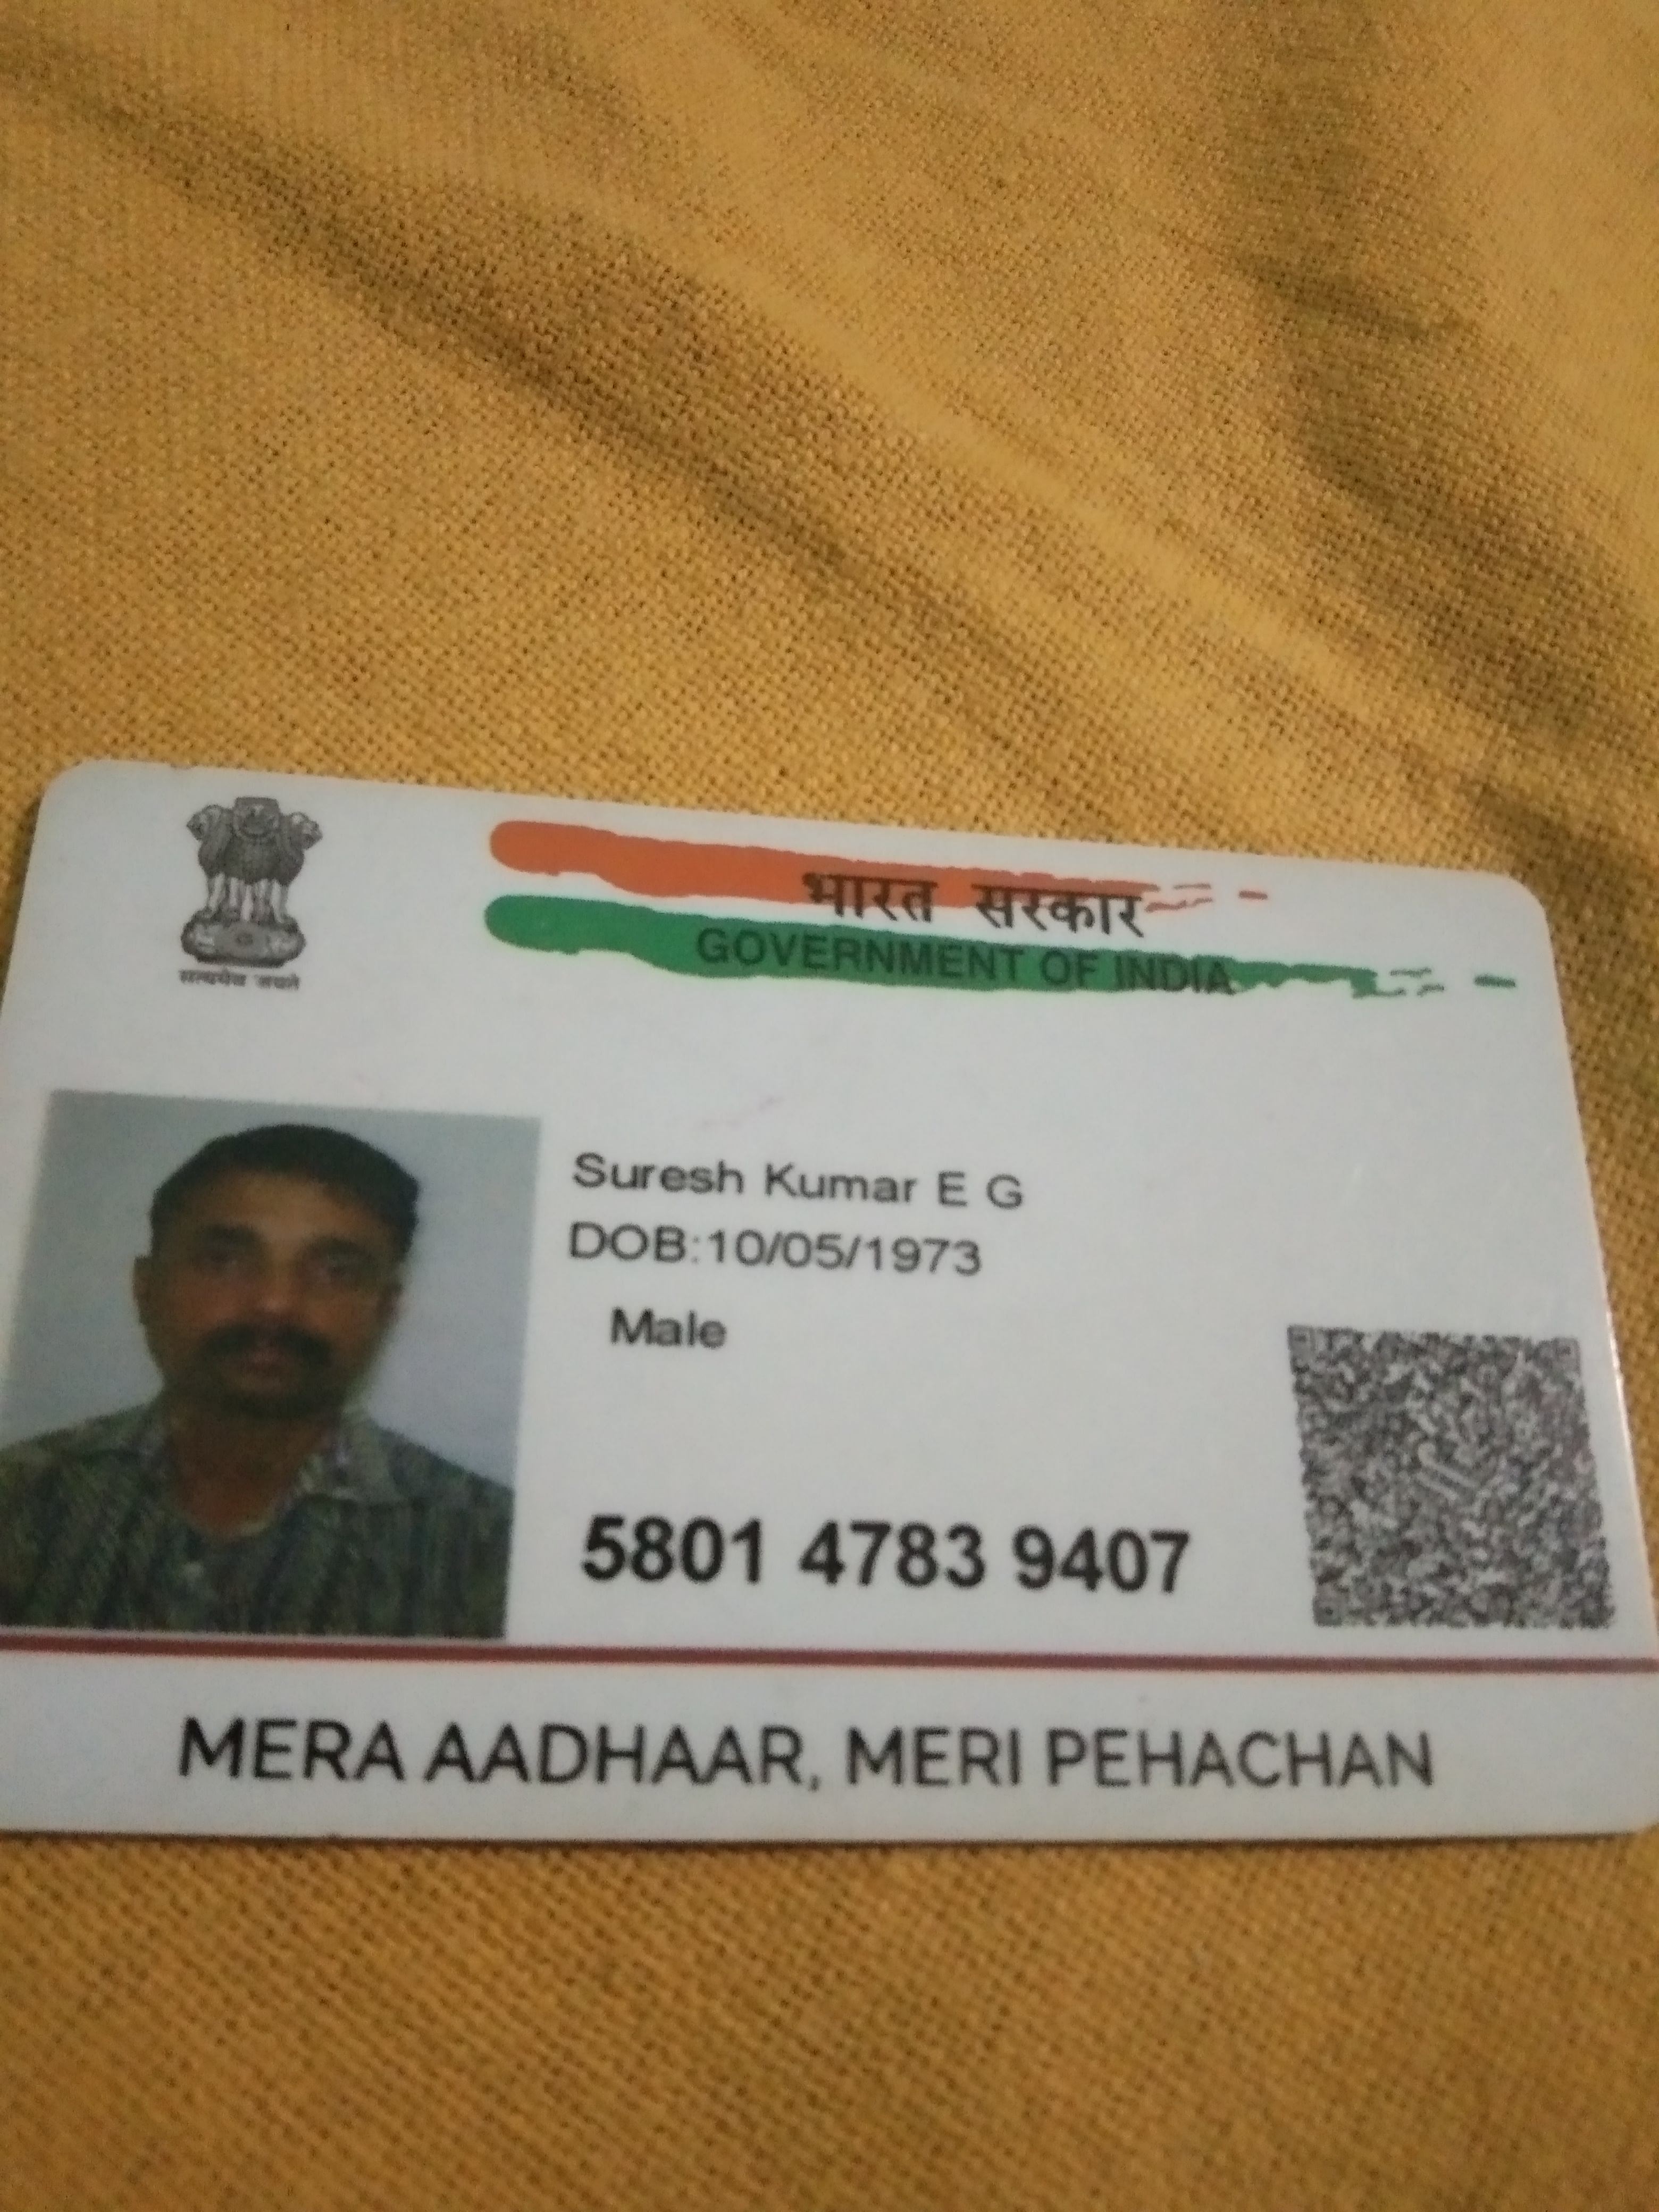 सत्यमेव जयते
भारत सरकार
GOVERNMENT OF INDIA
Suresh Kumar E G
DOB:10/05/1973
Male
5801 4783 9407
MERA AADHAAR, MERI PEHACHAN